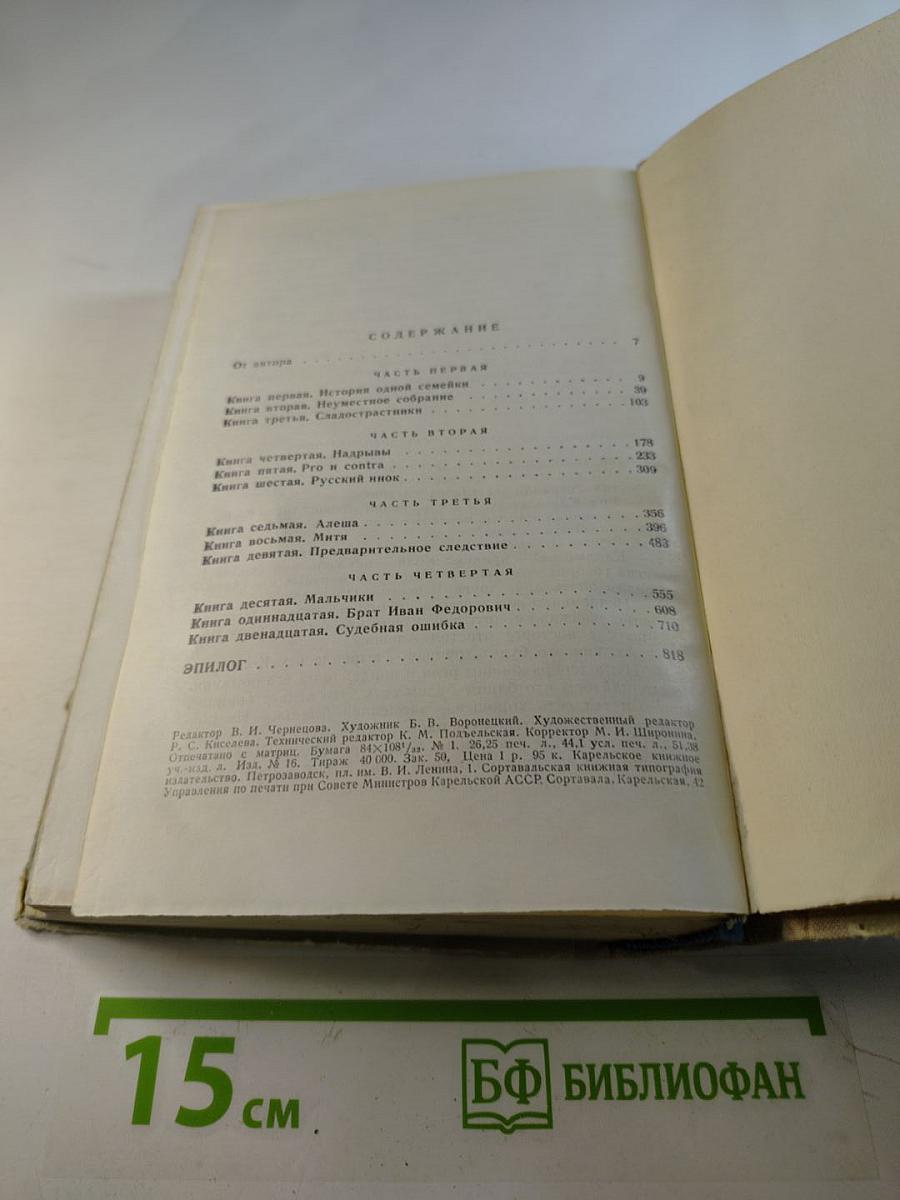 СОДЕРЖАНИЕ
От автора . . . . . . . . . . . . . . . . . . . . . . . . 7
ЧАСТЬ ПЕРВАЯ
Книга первая. История одной семейки . . . . . . . . . . 9
Книга вторая. Неуместное собрание . . . . . . . . . . 39
Книга третья. Сладострастники . . . . . . . . . . . . 103
ЧАСТЬ ВТОРАЯ
Книга четвертая. Надрывы . . . . . . . . . . . . . . 178
Книга пятая. Pro и contra . . . . . . . . . . . . . . 233
Книга шестая. Русский инок . . . . . . . . . . . . . . 309
ЧАСТЬ ТРЕТЬЯ
Книга седьмая. Алеша . . . . . . . . . . . . . . . . 356
Книга восьмая. Митя . . . . . . . . . . . . . . . . 396
Книга девятая. Предварительное следствие . . . . . . . . 483
ЧАСТЬ ЧЕТВЕРТАЯ
Книга десятая. Мальчики . . . . . . . . . . . . . . 555
Книга одиннадцатая. Брат Иван Федорович . . . . . . . . 608
Книга двенадцатая. Судебная ошибка . . . . . . . . . . 710
ЭПИЛОГ . . . . . . . . . . . . . . . . . . . . . . . . 818
Редактор В. И. Чернецова. Художник Б. В. Воронецкий. Художественный редактор
Р. С. Киселева. Технический редактор К. М. Подъельская. Корректор М. И. Широнина.
Отпечатано с матриц. Бумага 84×108¹/₃₂. № 1. 26,25 печ. л., 44,1 усл. печ. л., 51,38
уч.-изд. л. Изд. № 16. Тираж 40 000. Зак. 50, Цена 1 р. 95 к. Карельское книжное
издательство. Петрозаводск, пл. им. В. И. Ленина, 1. Сортавальская книжная типография
Управления по печати при Совете Министров Карельской АССР. Сортавала, Карельская, 42
15 см
БФ БИБЛИОФАН